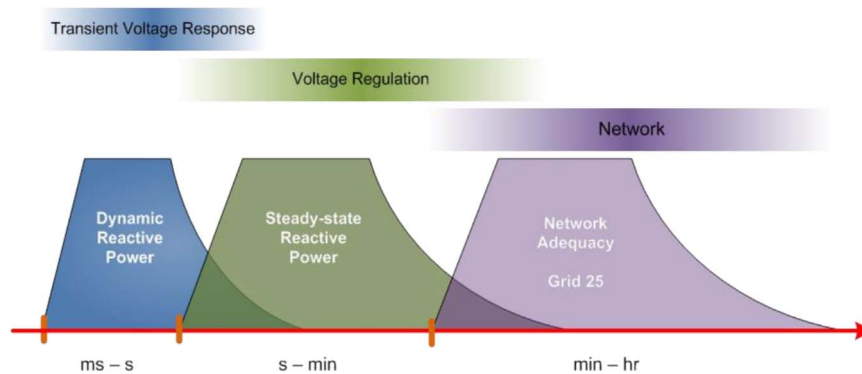 Transient Voltage Response
Voltage Regulation
Network
Dynamic
Reactive
Power
Steady-state
Reactive
Power
Network
Adequacy
Grid 25
ms – s
s – min
min – hr